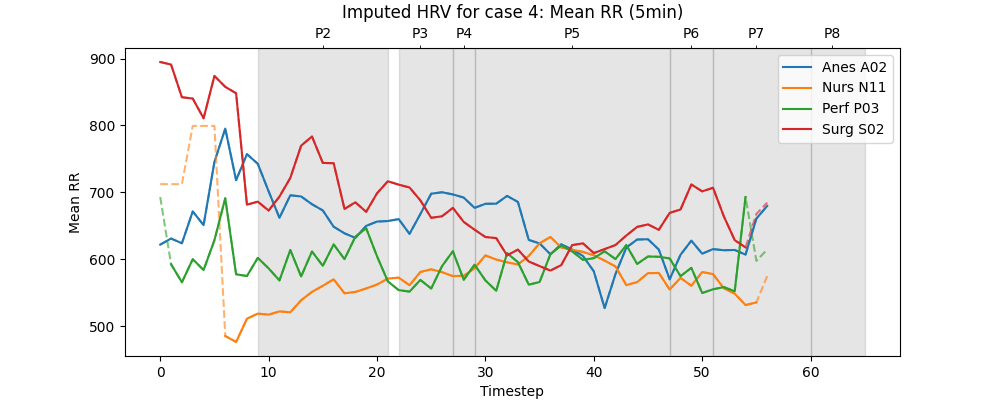 Imputed HRV for case 4: Mean RR (5min)
P2 P3 P4 P5 P6 P7 P8
900
800
700
600
500
Mean RR
Anes A02
Nurs N11
Perf P03
Surg S02
0 10 20 30 40 50 60
Timestep